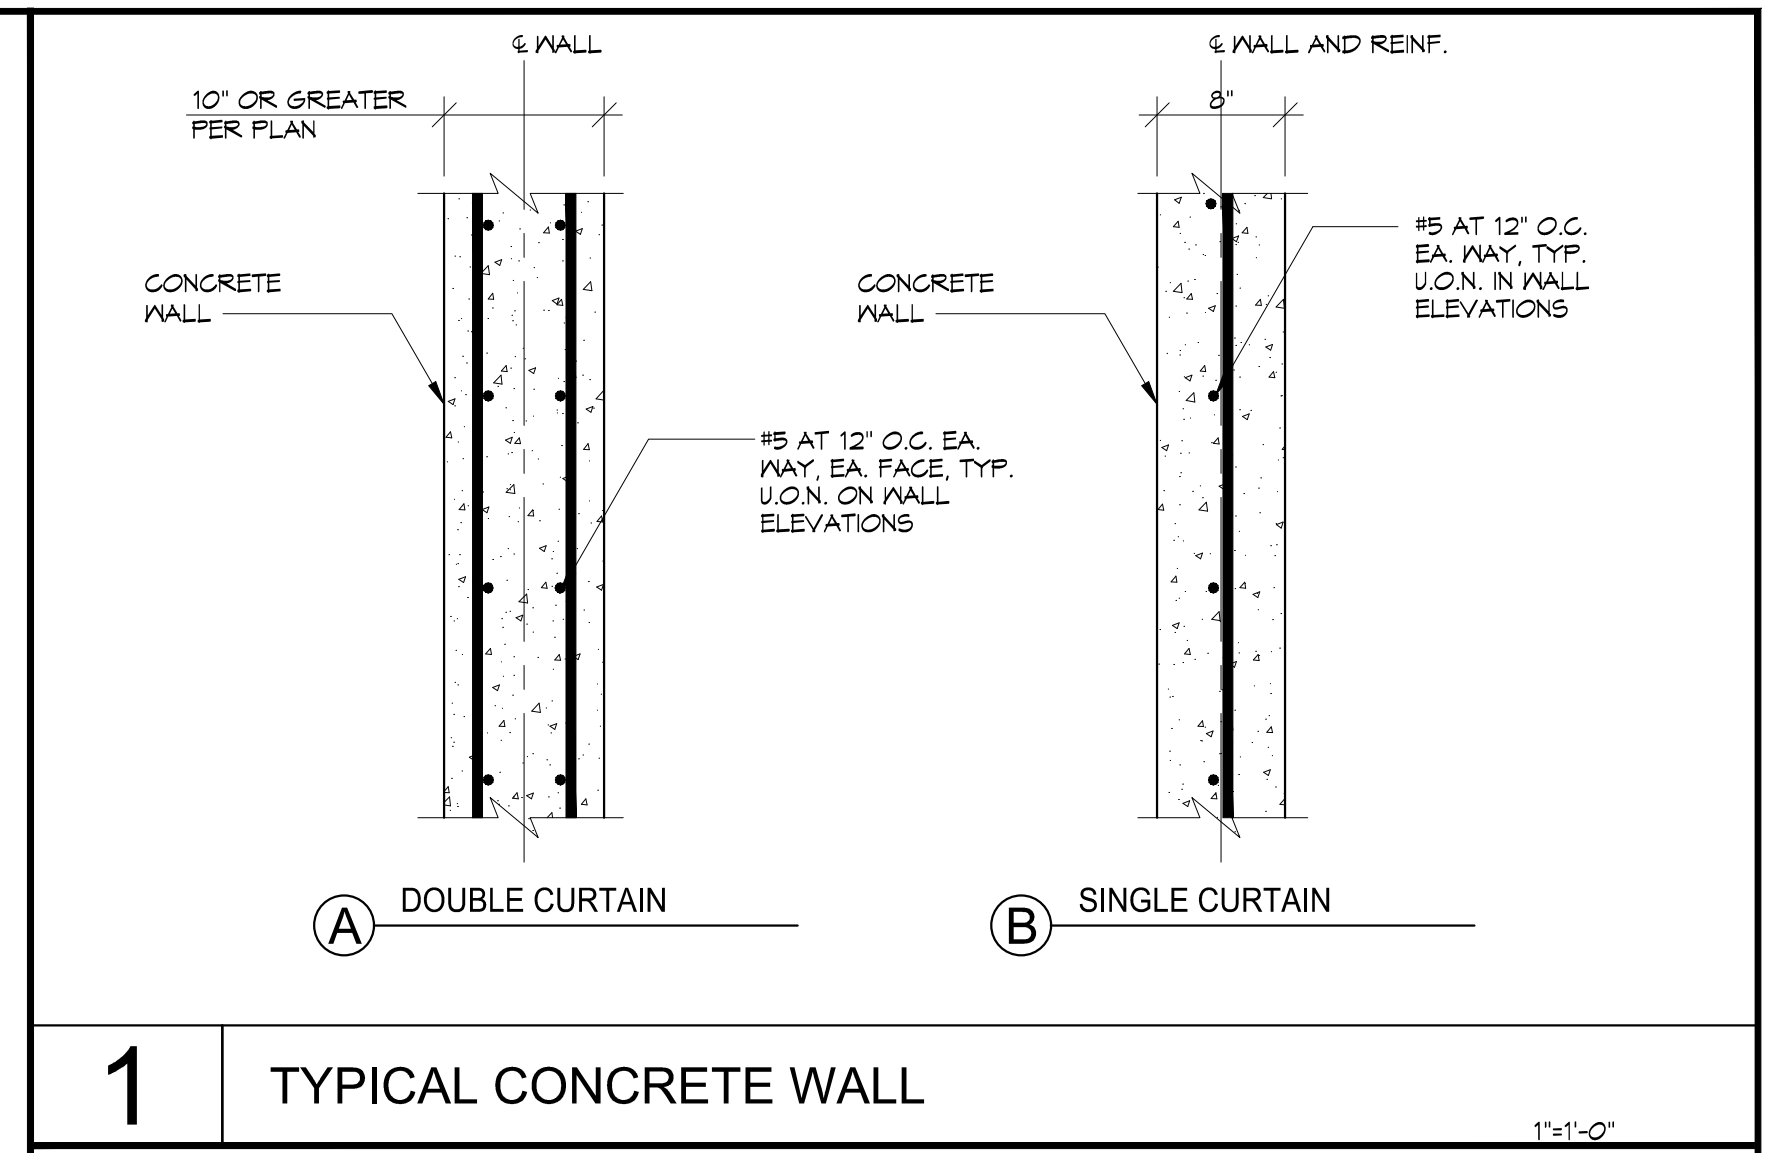 ℄ WALL
10" OR GREATER
PER PLAN
CONCRETE
WALL
#5 AT 12" O.C. EA.
WAY, EA. FACE, TYP.
U.O.N. ON WALL
ELEVATIONS
A DOUBLE CURTAIN
℄ WALL AND REINF.
8"
CONCRETE
WALL
#5 AT 12" O.C.
EA. WAY, TYP.
U.O.N. IN WALL
ELEVATIONS
B SINGLE CURTAIN
1 TYPICAL CONCRETE WALL
1"=1'-0"